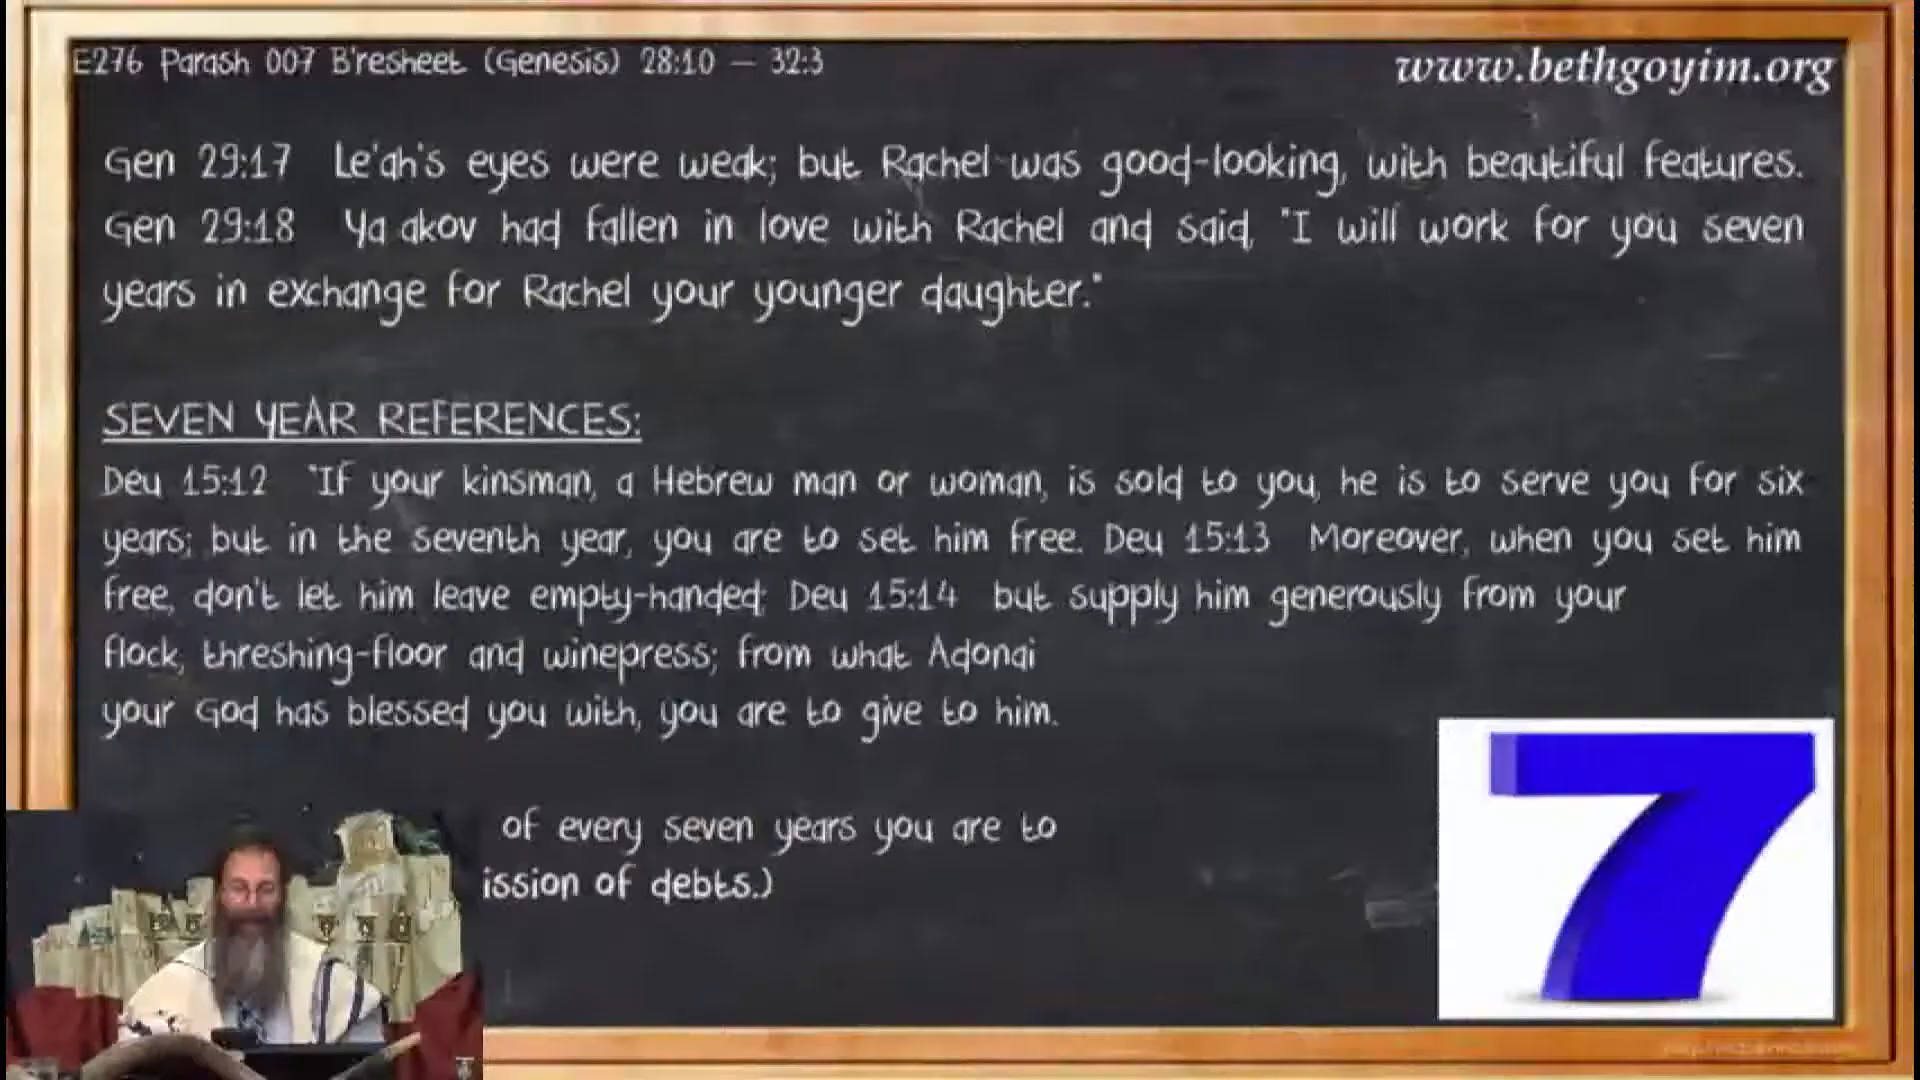 E276 Parash 007 B'resheet (Genesis) 28:10 – 32:3
www.bethgoyim.org
Gen 29:17 Le'ah's eyes were weak; but Rachel was good-looking, with beautiful features.
Gen 29:18 Ya akov had fallen in love with Rachel and said, "I will work for you seven
years in exchange for Rachel your younger daughter."
SEVEN YEAR REFERENCES:
Deu 15:12 "If your kinsman, a Hebrew man or woman, is sold to you, he is to serve you for six
years; but in the seventh year, you are to set him free. Deu 15:13 Moreover, when you set him
free, don't let him leave empty-handed; Deu 15:14 but supply him generously from your
flock, threshing-floor and winepress; from what Adonai
your God has blessed you with, you are to give to him.
of every seven years you are to
ission of debts.)
7